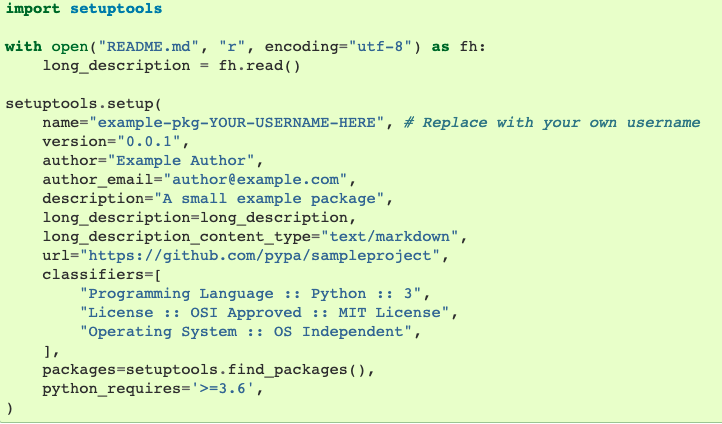 import setuptools

with open("README.md", "r", encoding="utf-8") as fh:
    long_description = fh.read()

setuptools.setup(
    name="example-pkg-YOUR-USERNAME-HERE", # Replace with your own username
    version="0.0.1",
    author="Example Author",
    author_email="author@example.com",
    description="A small example package",
    long_description=long_description,
    long_description_content_type="text/markdown",
    url="https://github.com/pypa/sampleproject",
    classifiers=[
        "Programming Language :: Python :: 3",
        "License :: OSI Approved :: MIT License",
        "Operating System :: OS Independent",
    ],
    packages=setuptools.find_packages(),
    python_requires='>=3.6',
)